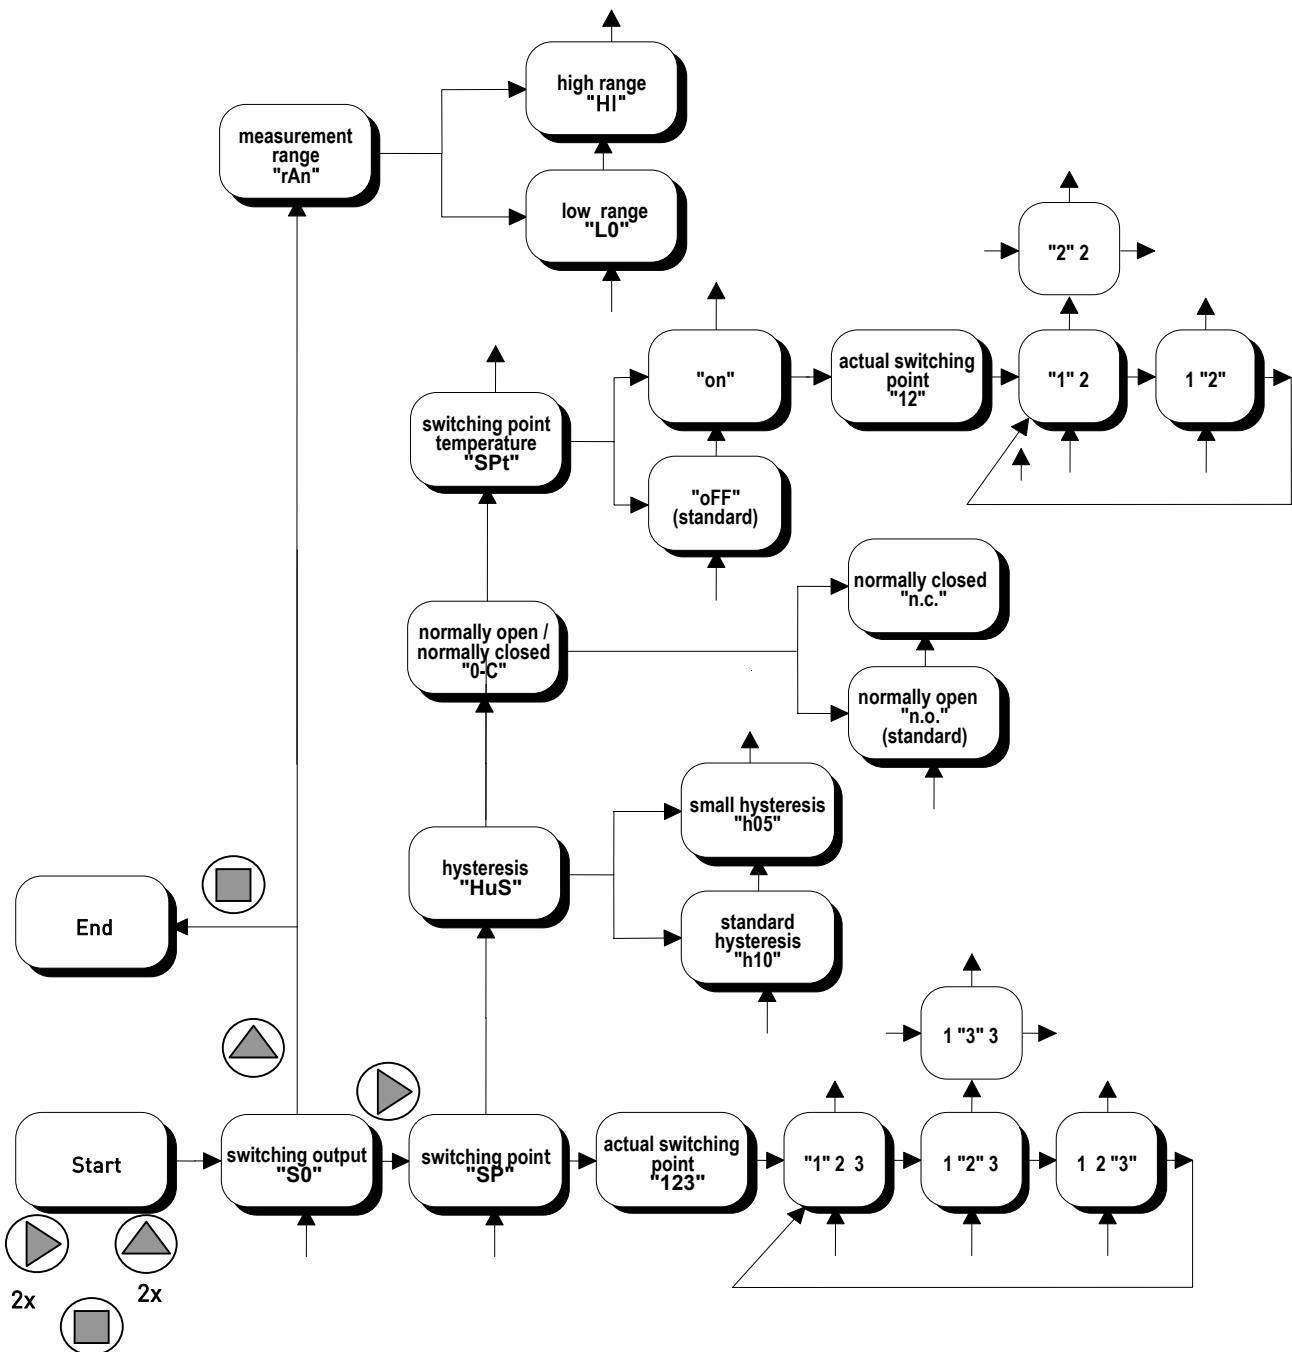 high range
"HI"
measurement
range
"rAn"
low range
"L0"
"2" 2
"on"
actual switching
point
"12"
"1" 2
1 "2"
switching point
temperature
"SPt"
"oFF"
(standard)
normally closed
"n.c."
normally open /
normally closed
"0-C"
normally open
"n.o."
(standard)
small hysteresis
"h05"
hysteresis
"HuS"
standard
hysteresis
"h10"
End
1 "3" 3
Start
switching output
"S0"
switching point
"SP"
actual switching
point
"123"
"1" 2 3
1 "2" 3
1 2 "3"
2x
2x